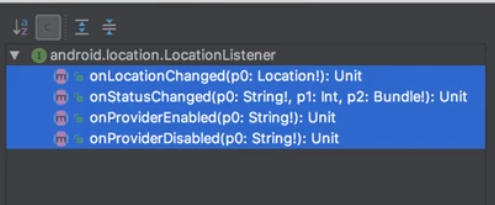 android.location.LocationListener
onLocationChanged(p0: Location!): Unit
onStatusChanged(p0: String!, p1: Int, p2: Bundle!): Unit
onProviderEnabled(p0: String!): Unit
onProviderDisabled(p0: String!): Unit